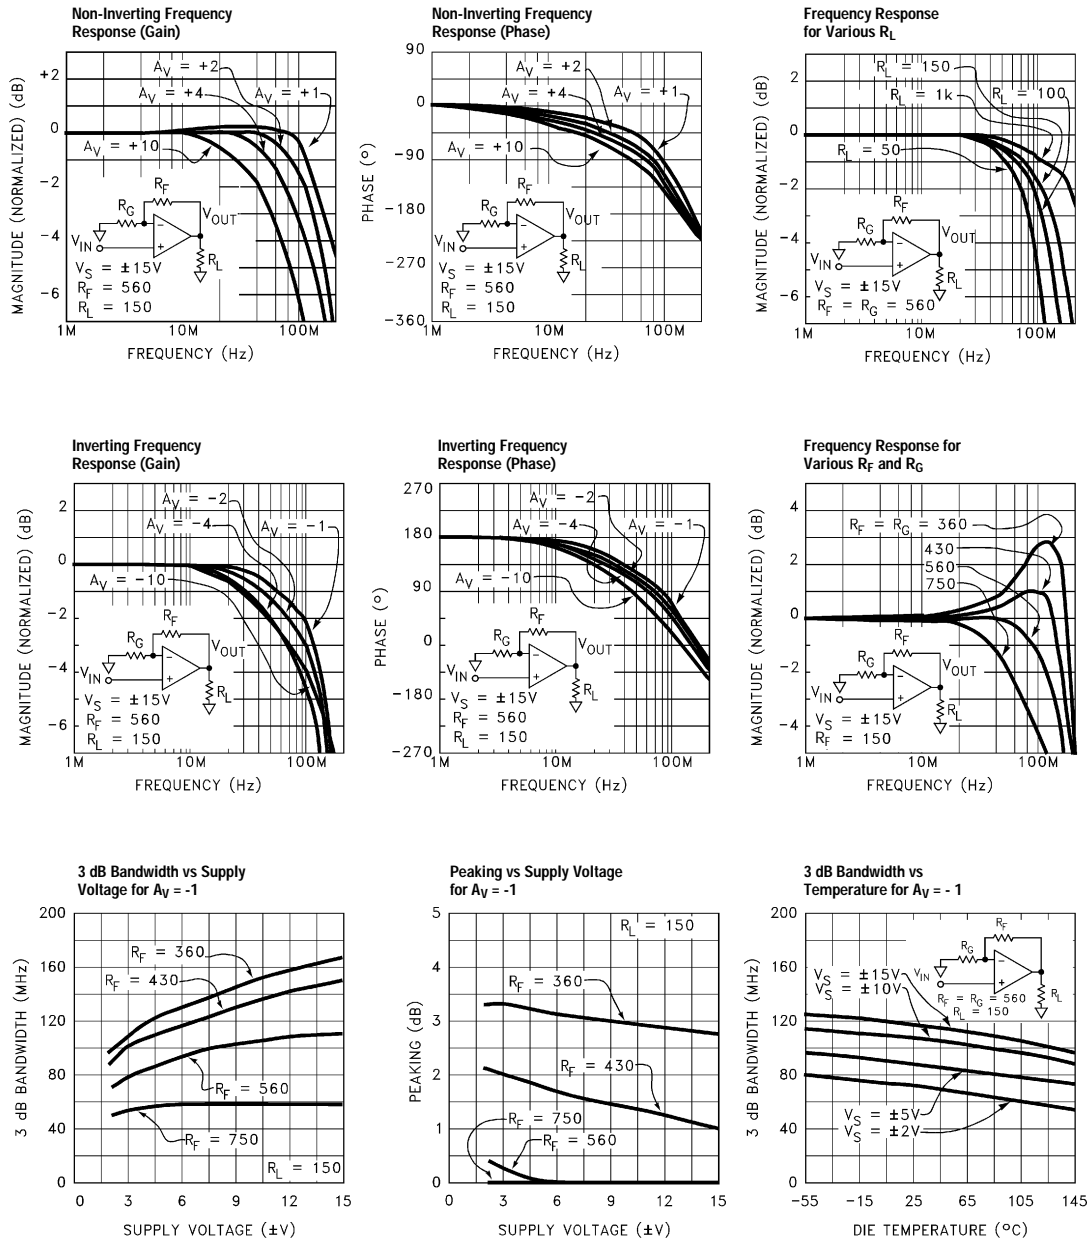 Non-Inverting Frequency
Response (Gain)
MAGNITUDE (NORMALIZED) (dB)
+2
0
−2
−4
−6
A_V = +2
A_V = +4
A_V = +1
A_V = +10
R_F
R_G
V_OUT
V_IN
R_L
V_S = ±15V
R_F = 560
R_L = 150
1M
10M
100M
FREQUENCY (Hz)
Non-Inverting Frequency
Response (Phase)
PHASE (°)
90
0
-90
-180
-270
-360
A_V = +2
A_V = +4
A_V = +1
A_V = +10
R_F
R_G
V_OUT
V_IN
R_L
V_S = ±15V
R_F = 560
R_L = 150
1M
10M
100M
FREQUENCY (Hz)
Frequency Response
for Various R_L
MAGNITUDE (NORMALIZED) (dB)
2
0
−2
−4
−6
R_L = 150
R_L = 1k
R_L = 100
R_L = 50
R_F
R_G
V_OUT
V_IN
R_L
V_S = ±15V
R_F = R_G = 560
1M
10M
100M
FREQUENCY (Hz)
Inverting Frequency
Response (Gain)
MAGNITUDE (NORMALIZED) (dB)
2
0
−2
−4
−6
A_V = −2
A_V = −4
A_V = −1
A_V = −10
R_F
R_G
V_OUT
V_IN
R_L
V_S = ±15V
R_F = 560
R_L = 150
1M
10M
100M
FREQUENCY (Hz)
Inverting Frequency
Response (Phase)
PHASE (°)
270
180
90
0
-180
-270
A_V = −2
A_V = −4
A_V = −1
A_V = −10
R_F
R_G
V_OUT
V_IN
R_L
V_S = ±15V
R_F = 560
R_L = 150
1M
10M
100M
FREQUENCY (Hz)
Frequency Response for
Various R_F and R_G
MAGNITUDE (NORMALIZED) (dB)
4
2
0
−2
−4
R_F = R_G = 360
430
560
750
R_F
R_G
V_OUT
V_IN
R_L
V_S = ±15V
R_F = 150
1M
10M
100M
FREQUENCY (Hz)
3 dB Bandwidth vs Supply
Voltage for A_V = -1
3 dB BANDWIDTH (MHz)
200
160
120
80
40
0
R_F = 360
R_F = 430
R_F = 560
R_F = 750
R_L = 150
0
3
6
9
12
15
SUPPLY VOLTAGE (±V)
Peaking vs Supply Voltage
for A_V = -1
PEAKING (dB)
5
4
3
2
1
0
R_L = 150
R_F = 360
R_F = 430
R_F = 750
R_F = 560
0
3
6
9
12
15
SUPPLY VOLTAGE (±V)
3 dB Bandwidth vs
Temperature for A_V = - 1
3 dB BANDWIDTH (MHz)
200
160
120
80
40
0
R_F
R_G
V_IN
R_L
R_F = R_G = 560
R_L = 150
V_S = ±15V
V_S = ±10V
V_S = ±5V
V_S = ±2V
-55
-15
25
65
105
145
DIE TEMPERATURE (°C)